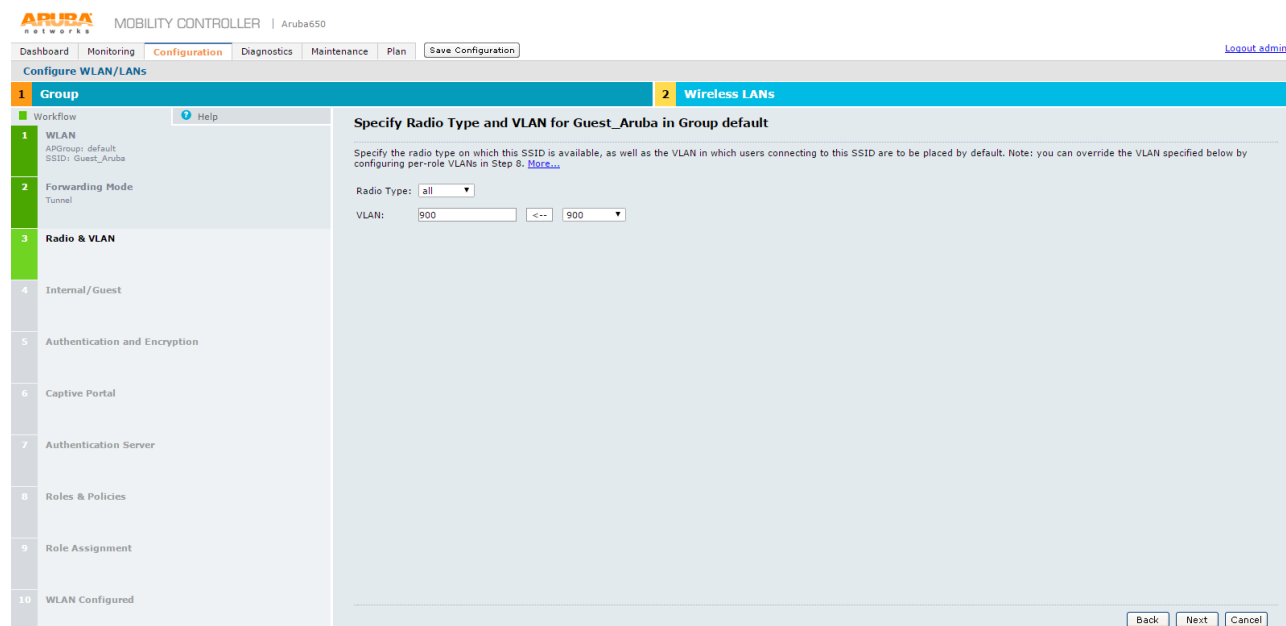 ARUBA networks MOBILITY CONTROLLER | Aruba650
Dashboard Monitoring Configuration Diagnostics Maintenance Plan Save Configuration Logout admin
Configure WLAN/LANs
1 Group 2 Wireless LANs
Workflow ? Help
1 WLAN
APGroup: default
SSID: Guest_Aruba
2 Forwarding Mode
Tunnel
3 Radio & VLAN
4 Internal/Guest
5 Authentication and Encryption
6 Captive Portal
7 Authentication Server
8 Roles & Policies
9 Role Assignment
10 WLAN Configured
Specify Radio Type and VLAN for Guest_Aruba in Group default
Specify the radio type on which this SSID is available, as well as the VLAN in which users connecting to this SSID are to be placed by default. Note: you can override the VLAN specified below by
configuring per-role VLANs in Step 8. More...
Radio Type: all
VLAN: 900 <-- 900
Back Next Cancel